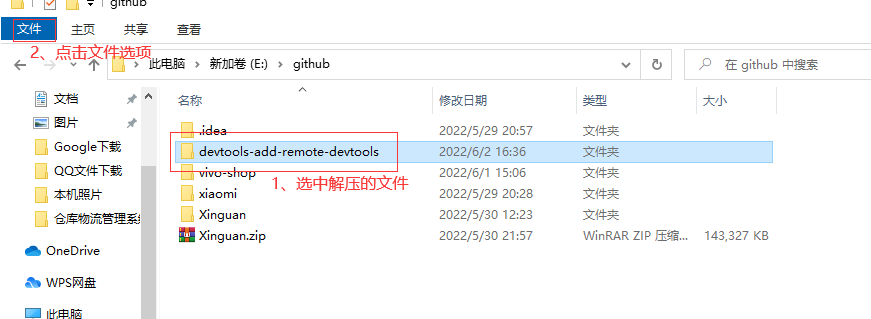 github
文件 主页 共享 查看
2、点击文件选项
此电脑 新加卷 (E:) github
在 github 中搜索
名称 修改日期 类型 大小
文档
图片
Google下载
QQ文件下载
本机照片
仓库物流管理系统
OneDrive
WPS网盘
此电脑
.idea 2022/5/29 20:57 文件夹
devtools-add-remote-devtools 2022/6/2 16:36 文件夹
vivo-shop 2022/6/1 15:06 文件夹
1、选中解压的文件
xiaomi 2022/5/29 20:28 文件夹
Xinguan 2022/5/30 12:23 文件夹
Xinguan.zip 2022/5/30 21:57 WinRAR ZIP 压缩... 143,327 KB